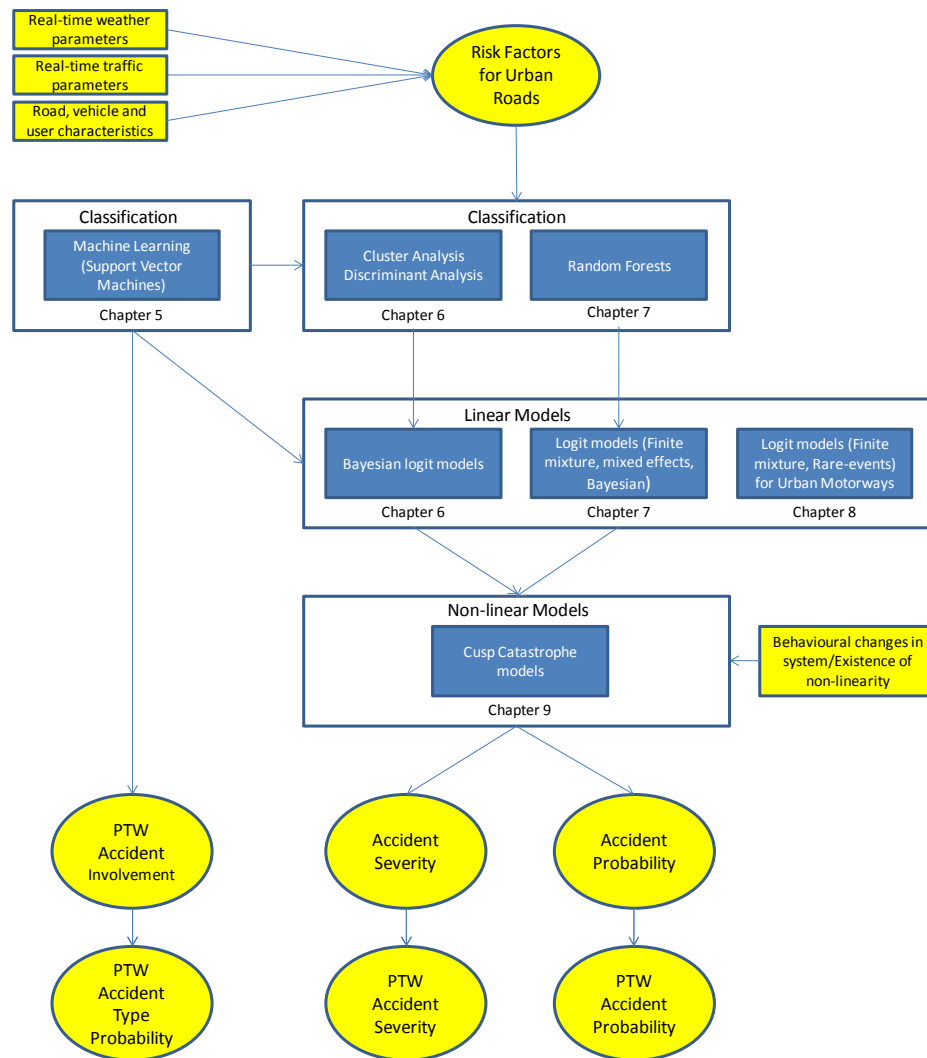 Real-time weather
parameters
Real-time traffic
parameters
Road, vehicle and
user characteristics
Risk Factors
for Urban
Roads
Classification
Machine Learning
(Support Vector
Machines)
Chapter 5
Classification
Cluster Analysis
Discriminant Analysis
Chapter 6
Random Forests
Chapter 7
Linear Models
Bayesian logit models
Chapter 6
Logit models (Finite
mixture, mixed effects,
Bayesian)
Chapter 7
Logit models (Finite
mixture, Rare-events)
for Urban Motorways
Chapter 8
Non-linear Models
Cusp Catastrophe
models
Chapter 9
Behavioural changes in
system/Existence of
non-linearity
PTW
Accident
Involvement
Accident
Severity
Accident
Probability
PTW
Accident
Type
Probability
PTW
Accident
Severity
PTW
Accident
Probability